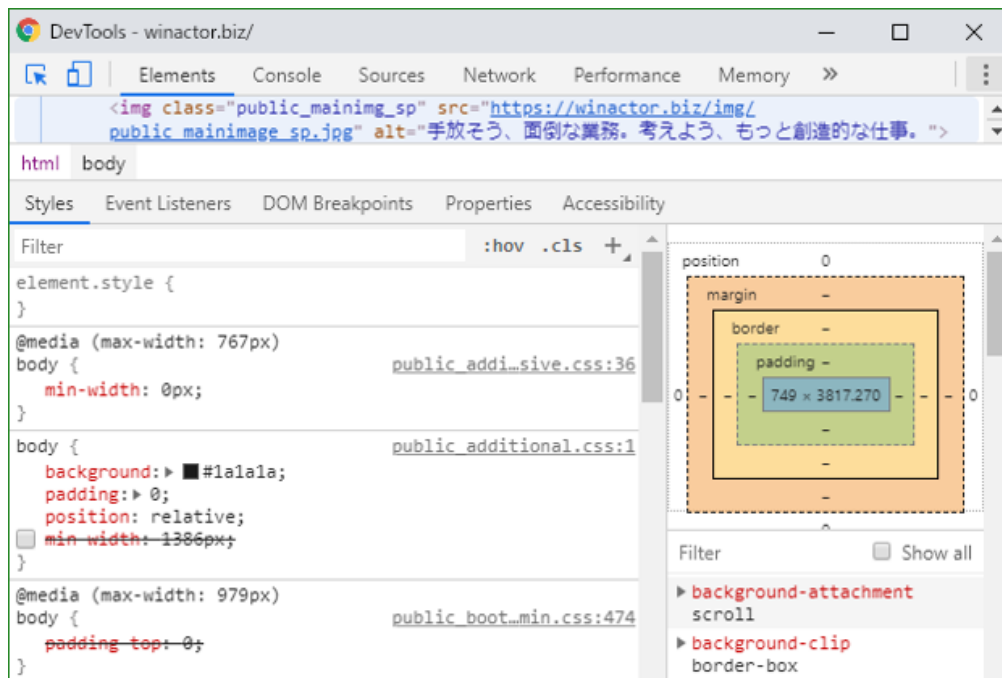 DevTools - winactor.biz/
Elements Console Sources Network Performance Memory »
<img class="public_mainimg_sp" src="https://winactor.biz/img/
public_mainimage_sp.jpg" alt="手放そう、面倒な業務。考えよう、もっと創造的な仕事。">
html body
Styles Event Listeners DOM Breakpoints Properties Accessibility
Filter :hov .cls +
element.style {
}
@media (max-width: 767px)
body { public_addi…sive.css:36
min-width: 0px;
}
body { public_additional.css:1
background: #1a1a1a;
padding: 0;
position: relative;
min-width: 1386px;
}
@media (max-width: 979px)
body { public_boot…min.css:474
padding-top: 0;
}
position 0
margin –
border –
padding –
0 – – – 749 × 3817.270 – – – 0
–
–
–
0
Filter Show all
background-attachment
scroll
background-clip
border-box